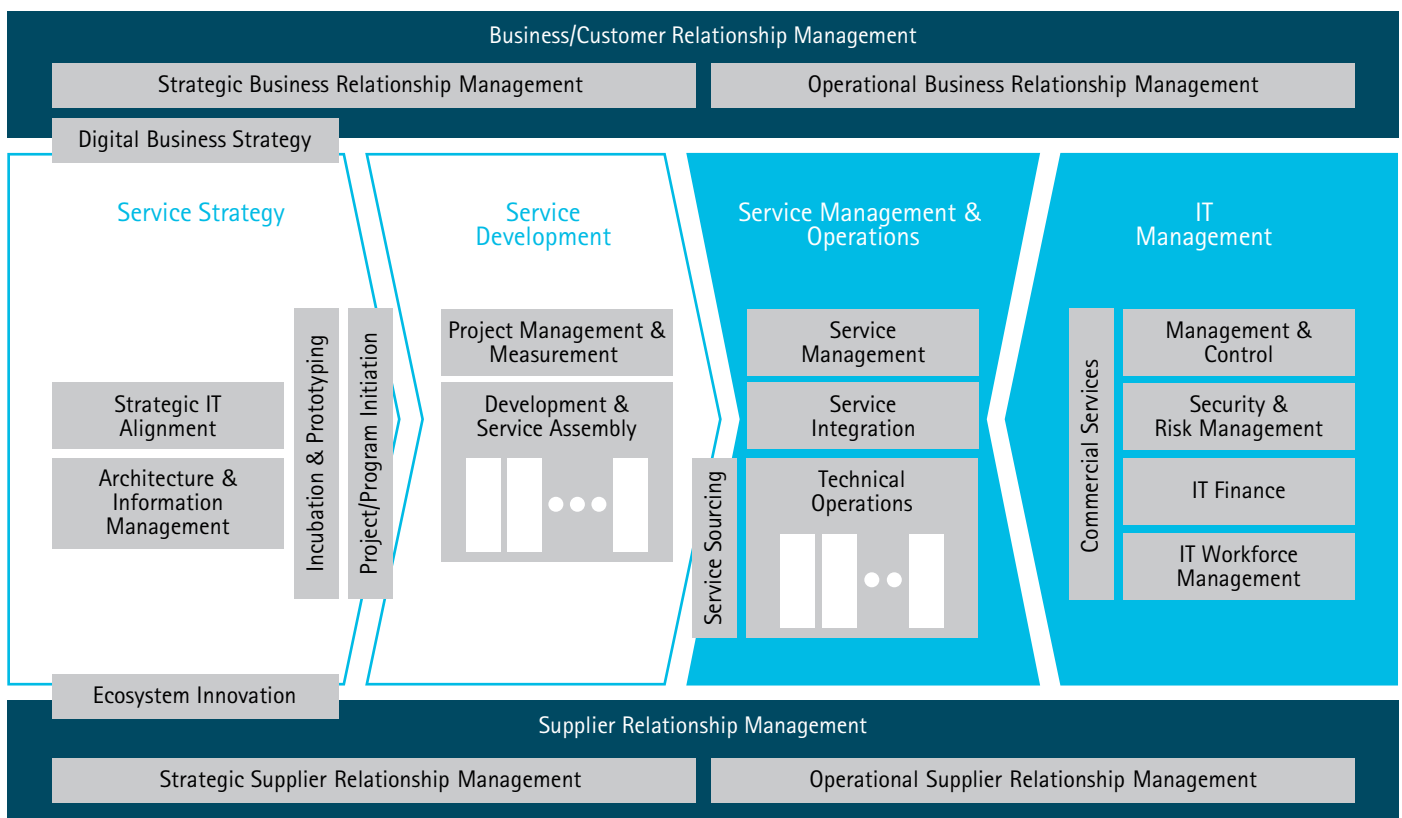 Business/Customer Relationship Management
Strategic Business Relationship Management
Operational Business Relationship Management
Digital Business Strategy
Service Strategy
Service
Development
Service Management &
Operations
IT
Management
Strategic IT
Alignment
Architecture &
Information
Management
Incubation & Prototyping
Project/Program Initiation
Project Management &
Measurement
Development &
Service Assembly
Service Sourcing
Service
Management
Service
Integration
Technical
Operations
Commercial Services
Management &
Control
Security &
Risk Management
IT Finance
IT Workforce
Management
Ecosystem Innovation
Supplier Relationship Management
Strategic Supplier Relationship Management
Operational Supplier Relationship Management